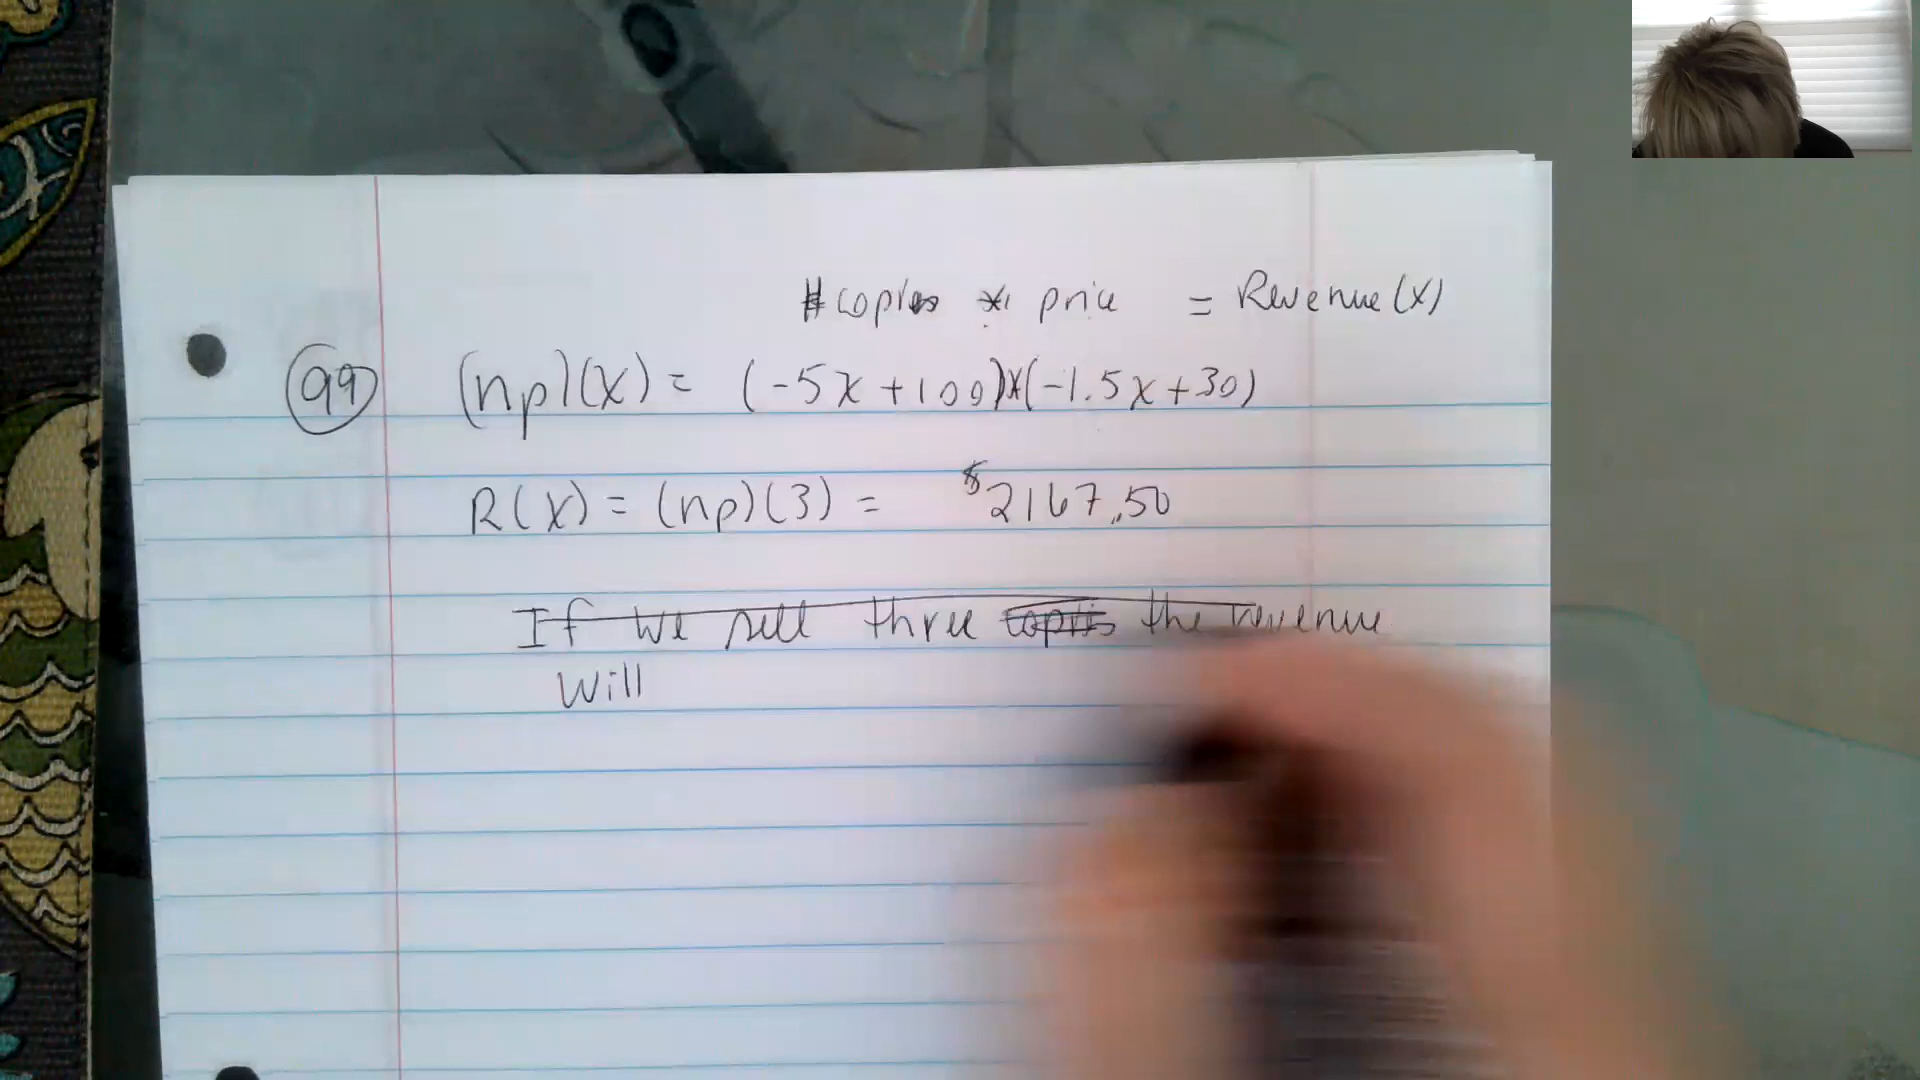 #copies * price = Revenue(x)
99 (np)(x) = (-5x+100)*(-1.5x+30)
R(x) = (np)(3) = $2167.50
If we sell three copies the revenue
will